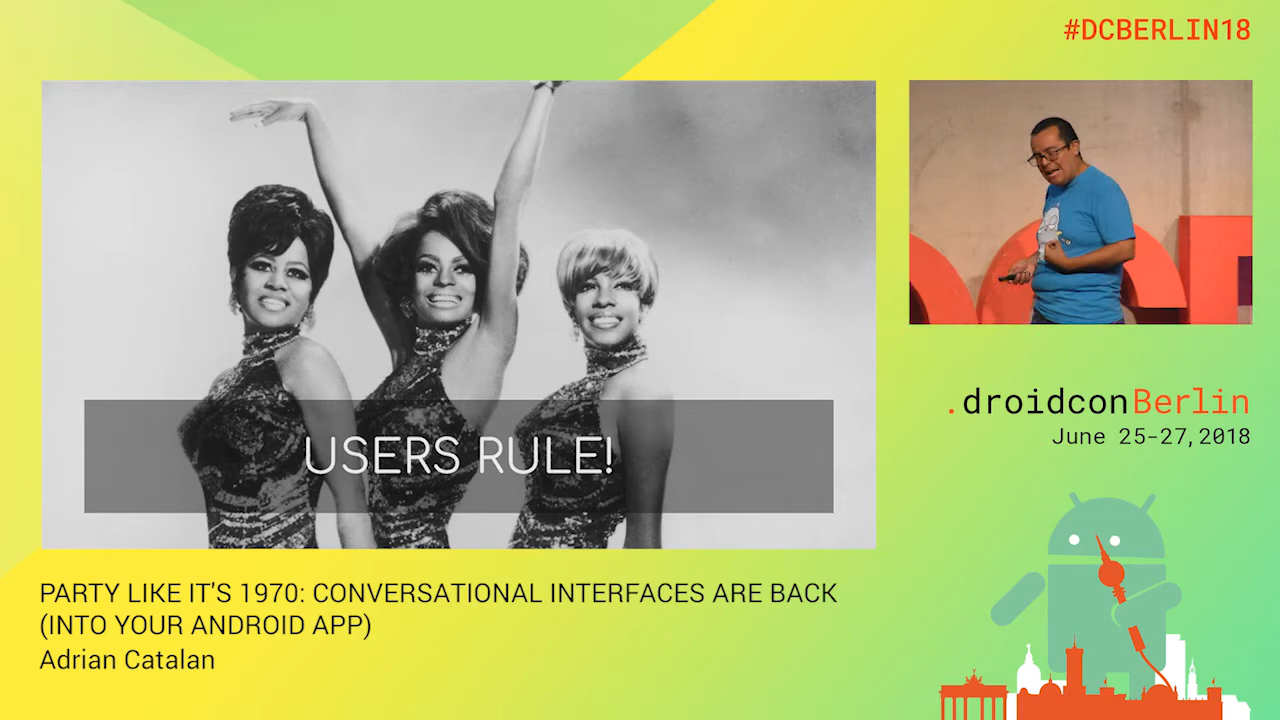 #DCBERLIN18
USERS RULE!
.droidconBerlin
June 25-27,2018
PARTY LIKE IT'S 1970: CONVERSATIONAL INTERFACES ARE BACK
(INTO YOUR ANDROID APP)
Adrian Catalan